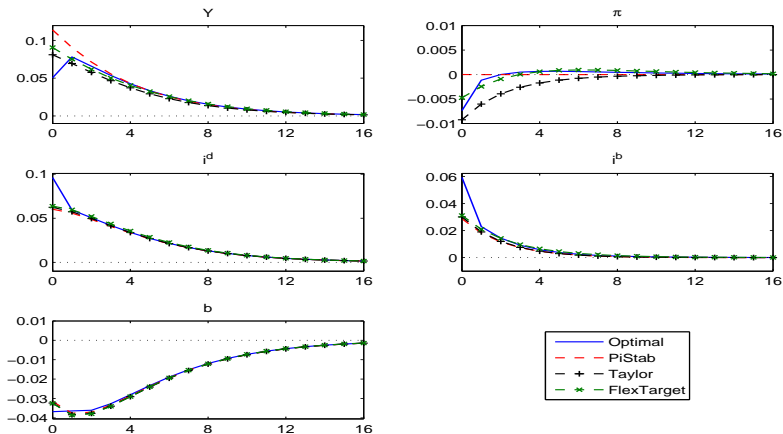 Y
0.1
0.05
0
0 4 8 12 16
π
0.01
0.005
0
−0.005
−0.01
0 4 8 12 16
i^d
0.1
0.05
0
0 4 8 12 16
i^b
0.06
0.04
0.02
0
0 4 8 12 16
b
0.01
0
−0.01
−0.02
−0.03
−0.04
0 4 8 12 16
Optimal
PiStab
Taylor
FlexTarget